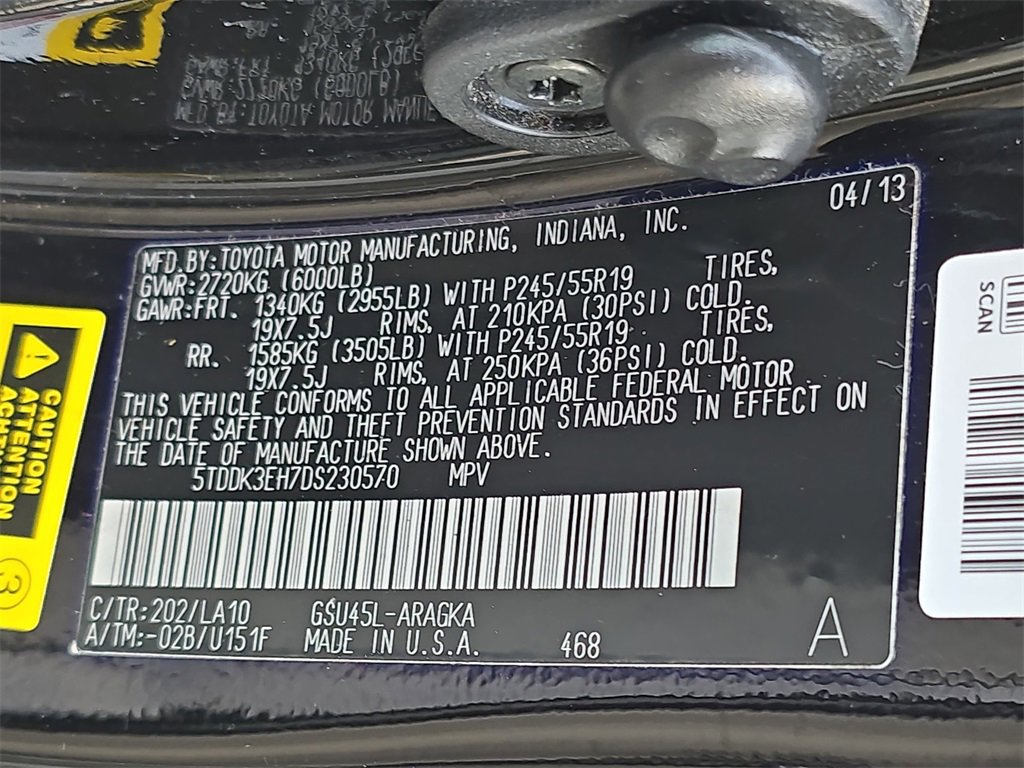 04/13
MFD.BY:TOYOTA MOTOR MANUFACTURING, INDIANA, INC.
GVWR:2720KG (6000LB)
GAWR:FRT. 1340KG (2955LB) WITH P245/55R19 TIRES,
19X7.5J RIMS, AT 210KPA (30PSI) COLD.
RR. 1585KG (3505LB) WITH P245/55R19 TIRES,
19X7.5J RIMS, AT 250KPA (36PSI) COLD.
THIS VEHICLE CONFORMS TO ALL APPLICABLE FEDERAL MOTOR
VEHICLE SAFETY AND THEFT PREVENTION STANDARDS IN EFFECT ON
THE DATE OF MANUFACTURE SHOWN ABOVE.
5TDDK3EH7DS230570 MPV
C/TR:202/LA10 GSU45L-ARAGKA
A/TM:-02B/U151F MADE IN U.S.A. 468
A
CAUTION
ATTENTION
3
SCAN